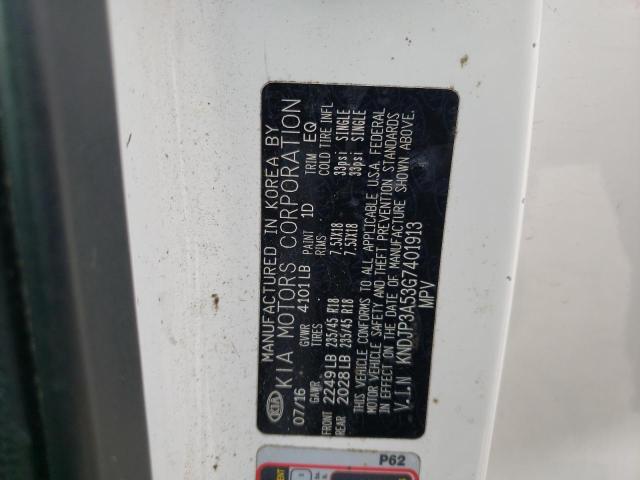 MANUFACTURED IN KOREA BY
KIA KIA MOTORS CORPORATION
07/16 GVWR 4101LB PAINT 1D TRIM EQ
GAWR TIRES RIMS COLD TIRE INFL
FRONT 2249LB 235/45 R18 7.5JX18 33psi SINGLE
REAR 2028LB 235/45 R18 7.5JX18 33psi SINGLE
THIS VEHICLE CONFORMS TO ALL APPLICABLE U.S.A. FEDERAL
MOTOR VEHICLE SAFETY AND THEFT PREVENTION STANDARDS
IN EFFECT ON THE DATE OF MANUFACTURE SHOWN ABOVE.
V.I.N KNDJP3A53G7401913
MPV
P62